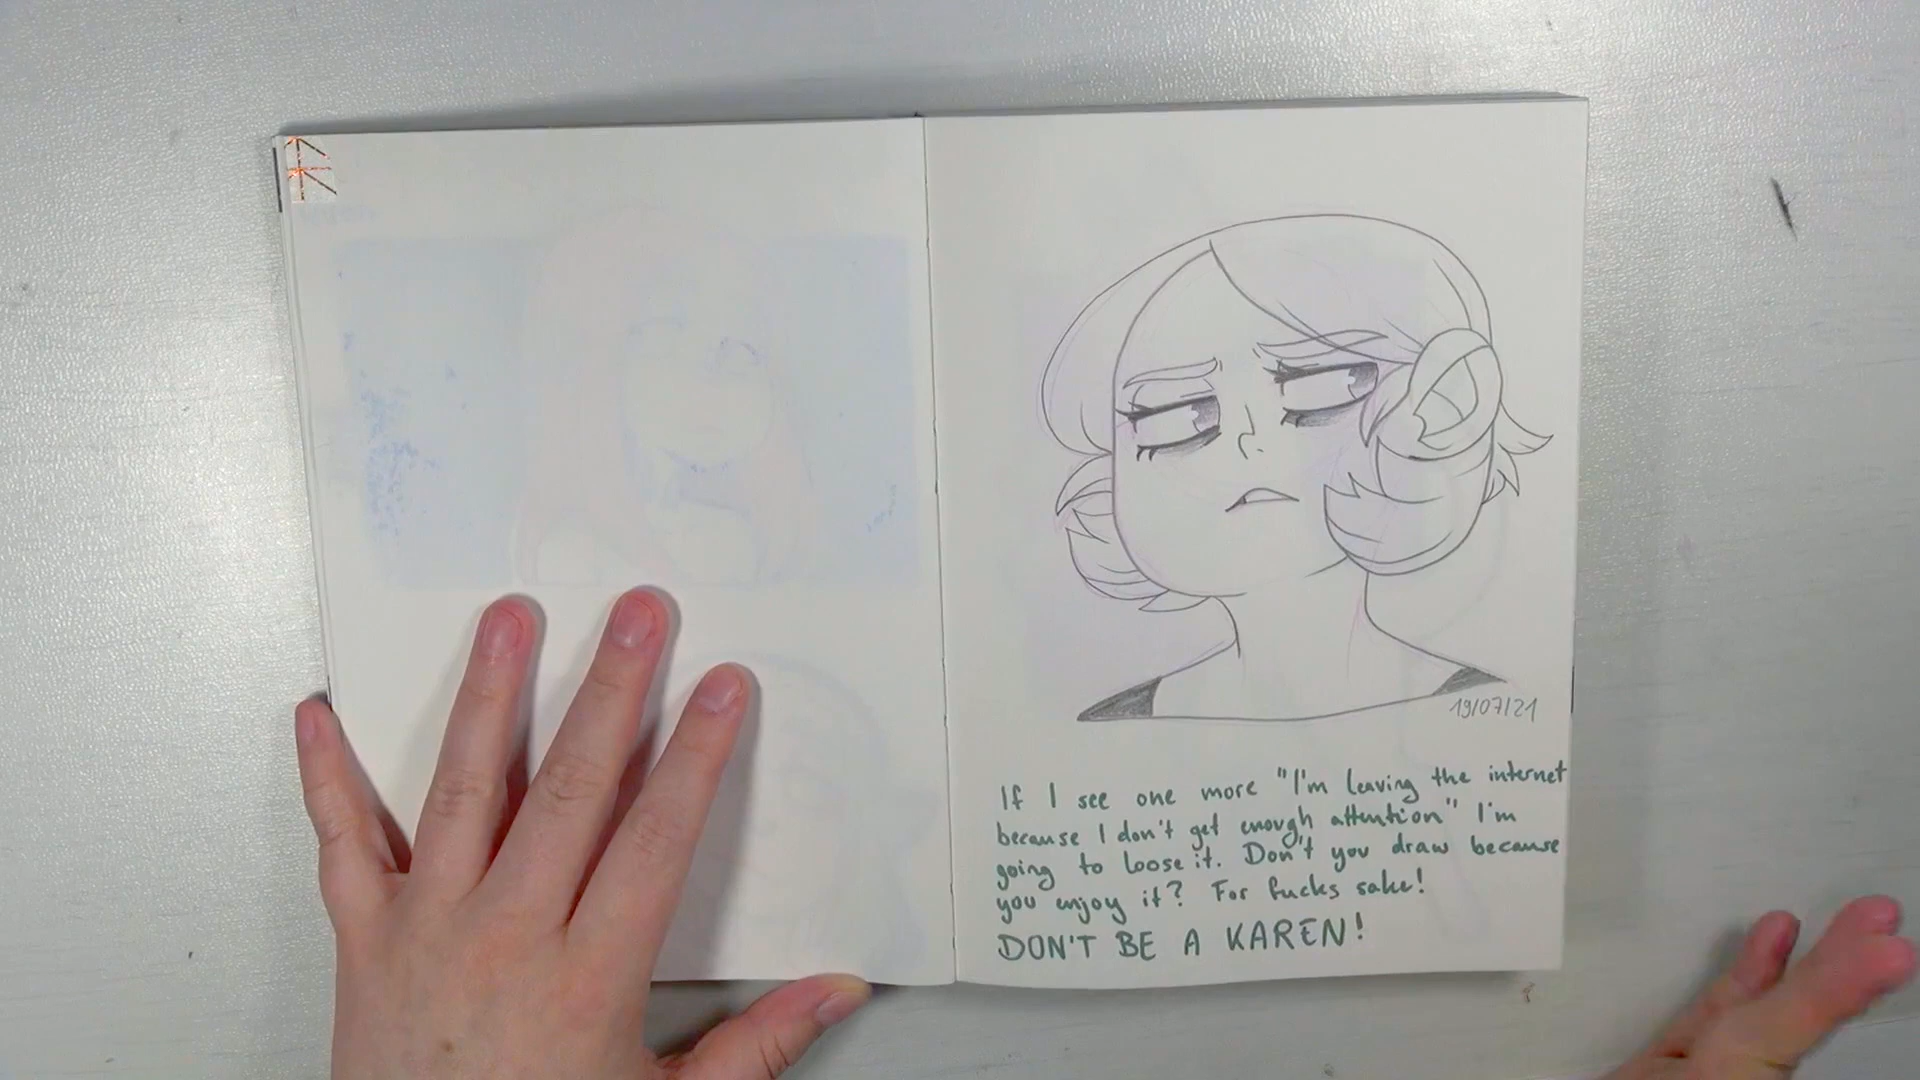 19/07/21
If I see one more "I'm leaving the internet
because I don't get enough attention" I'm
going to loose it. Don't you draw because
you enjoy it? For fucks sake!
DON'T BE A KAREN!